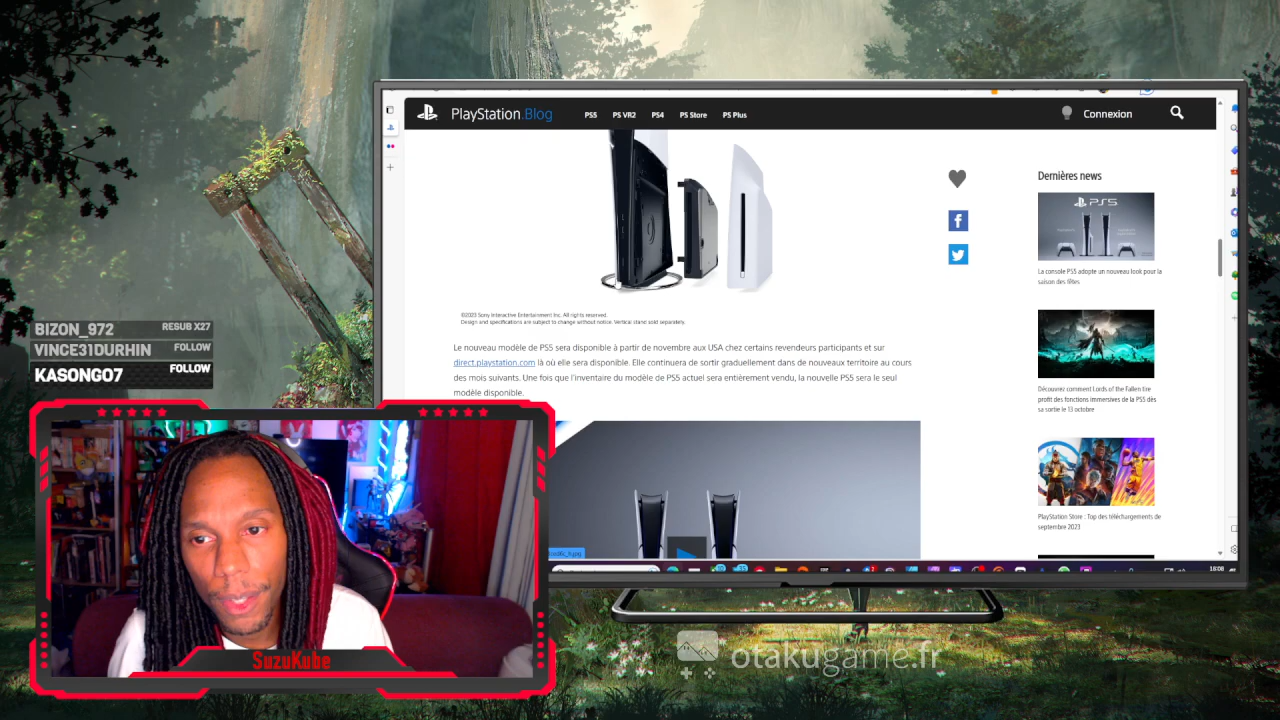 PlayStation.Blog
PS5
PS VR2
PS4
PS Store
PS Plus
Connexion
©2023 Sony Interactive Entertainment Inc. All rights reserved.
Design and specifications are subject to change without notice. Vertical stand sold separately.
Le nouveau modèle de PS5 sera disponible à partir de novembre aux USA chez certains revendeurs participants et sur
direct.playstation.com là où elle sera disponible. Elle continuera de sortir graduellement dans de nouveaux territoire au cours
des mois suivants. Une fois que l'inventaire du modèle de PS5 actuel sera entièrement vendu, la nouvelle PS5 sera le seul
modèle disponible.
Dernières news
PS5
La console PS5 adopte un nouveau look pour la
saison des fêtes
Découvrez comment Lords of the Fallen tire
profit des fonctions immersives de la PS5 dès
sa sortie le 13 octobre
PlayStation Store : Top des téléchargements de
septembre 2023
18:08
BIZON_972 RESUB X27
VINCE31DURHIN FOLLOW
KASONGO7 FOLLOW
SuzuKube
otakugame.fr